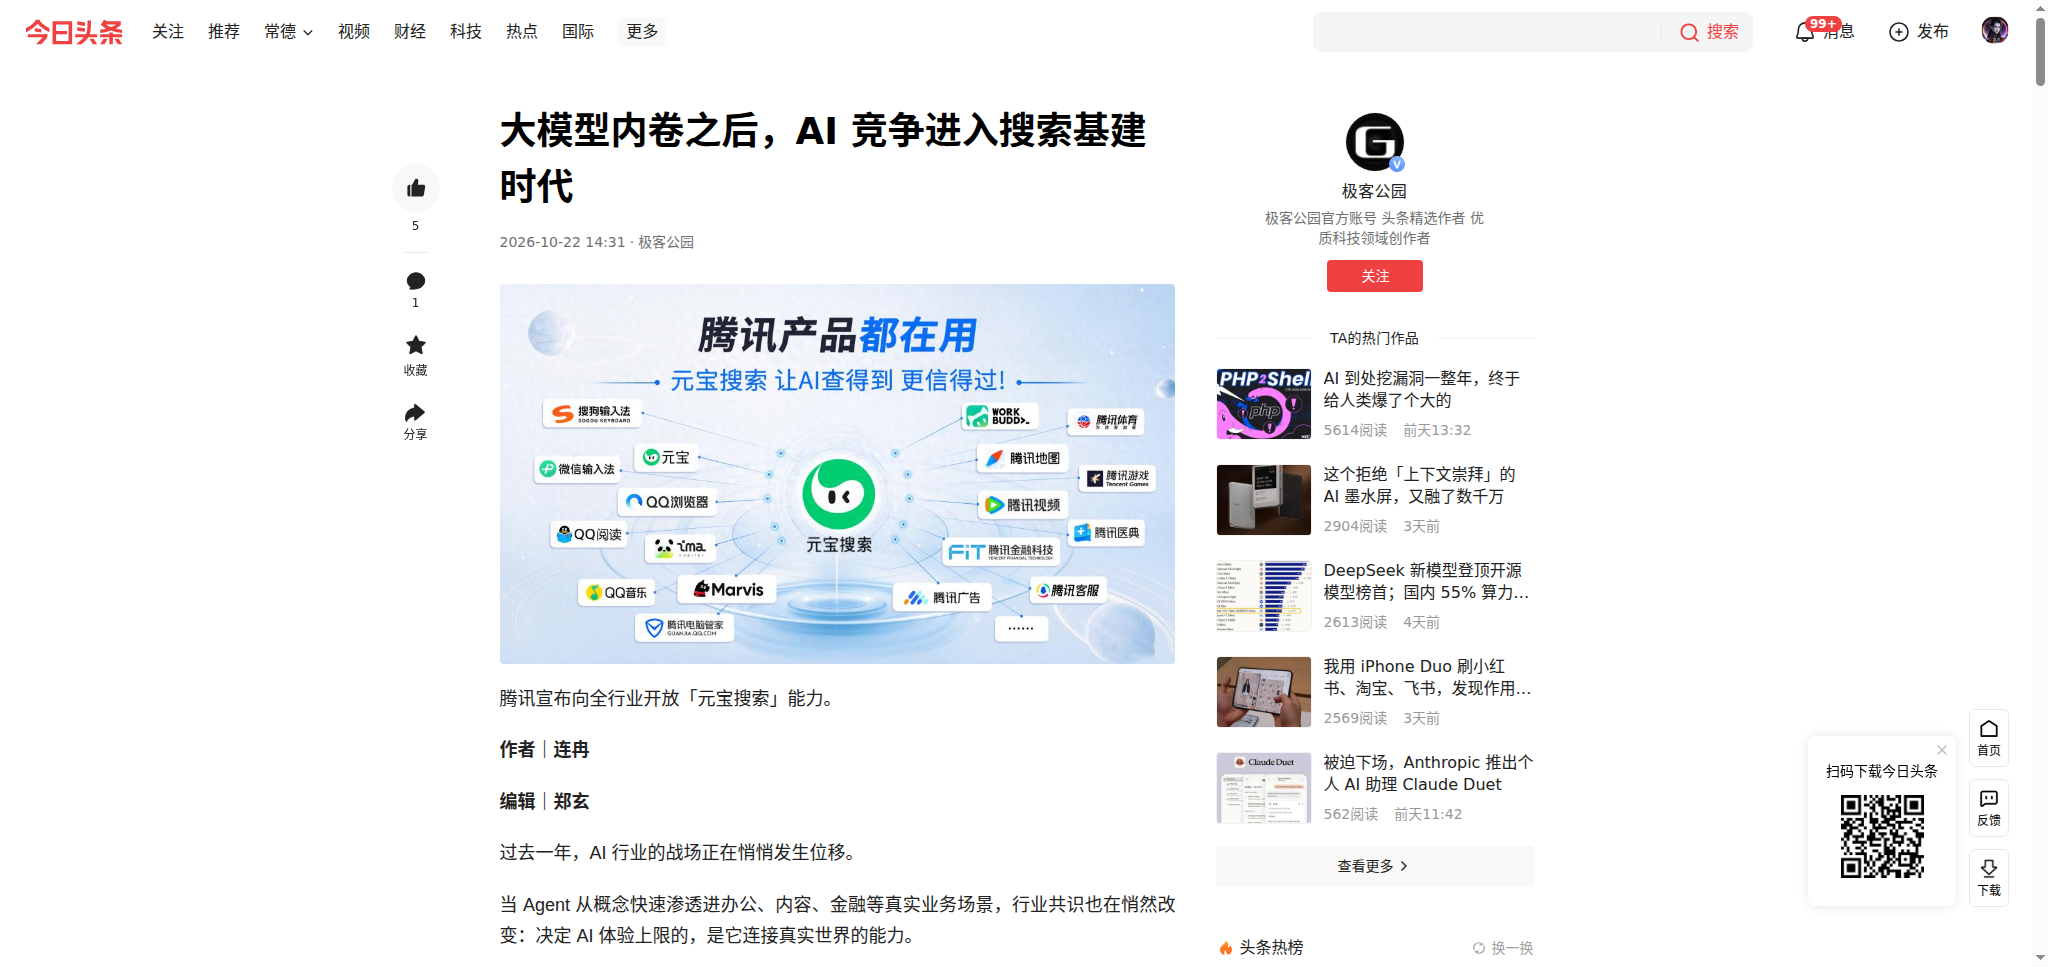 今日头条
关注
推荐
常德
视频
财经
科技
热点
国际
更多
搜索
99+
消息
发布
大模型内卷之后，AI 竞争进入搜索基建
时代
2026-10-22 14:31 · 极客公园
5
1
收藏
分享
腾讯产品都在用
元宝搜索 让AI查得到 更信得过!
搜狗输入法
SOGOU KEYBOARD
元宝
微信输入法
QQ浏览器
QQ阅读
ima
copilot
QQ音乐
Marvis
腾讯电脑管家
GUANJIA.QQ.COM
元宝搜索
WORK
BUDD>_
腾讯体育
腾讯地图
腾讯游戏
Tencent Games
腾讯视频
腾讯医典
FiT 腾讯金融科技
TENCENT FINANCIAL TECHNOLOGY
腾讯广告
腾讯客服
······
腾讯宣布向全行业开放「元宝搜索」能力。
作者｜连冉
编辑｜郑玄
过去一年，AI 行业的战场正在悄悄发生位移。
当 Agent 从概念快速渗透进办公、内容、金融等真实业务场景，行业共识也在悄然改
变：决定 AI 体验上限的，是它连接真实世界的能力。
极客公园
极客公园官方账号 头条精选作者 优
质科技领域创作者
关注
TA的热门作品
PHP2Shell
php
AI 到处挖漏洞一整年，终于
给人类爆了个大的
5614阅读 前天13:32
这个拒绝「上下文崇拜」的
AI 墨水屏，又融了数千万
2904阅读 3天前
DeepSeek 新模型登顶开源
模型榜首；国内 55% 算力...
2613阅读 4天前
我用 iPhone Duo 刷小红
书、淘宝、飞书，发现作用...
2569阅读 3天前
Claude Duet
被迫下场，Anthropic 推出个
人 AI 助理 Claude Duet
562阅读 前天11:42
查看更多
头条热榜
换一换
扫码下载今日头条
首页
反馈
下载